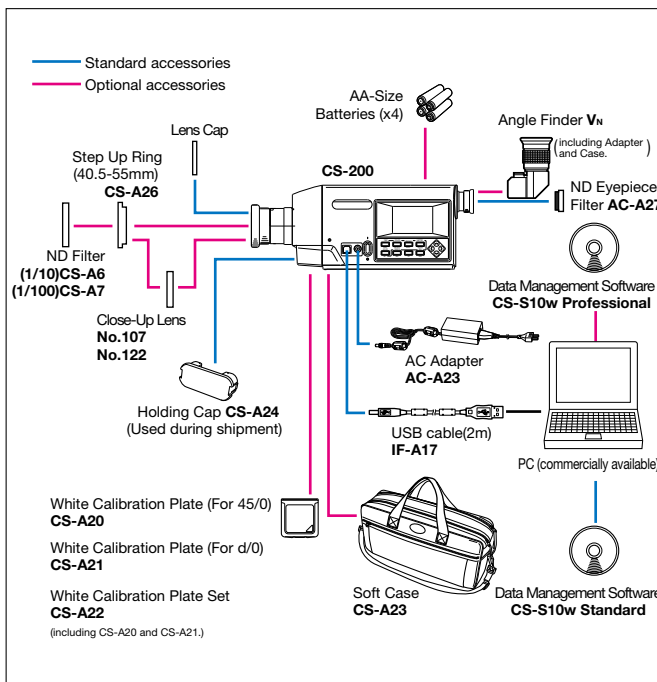 Standard accessories
Optional accessories
Lens Cap
Step Up Ring
(40.5-55mm)
CS-A26
ND Filter
(1/10)CS-A6
(1/100)CS-A7
Close-Up Lens
No.107
No.122
Holding Cap CS-A24
(Used during shipment)
CS-200
AA-Size
Batteries (x4)
Angle Finder VN
(including Adapter
and Case.)
ND Eyepiece
Filter AC-A27
Data Management Software
CS-S10w Professional
AC Adapter
AC-A23
USB cable(2m)
IF-A17
PC (commercially available)
White Calibration Plate (For 45/0)
CS-A20
White Calibration Plate (For d/0)
CS-A21
White Calibration Plate Set
CS-A22
(including CS-A20 and CS-A21.)
Soft Case
CS-A23
Data Management Software
CS-S10w Standard